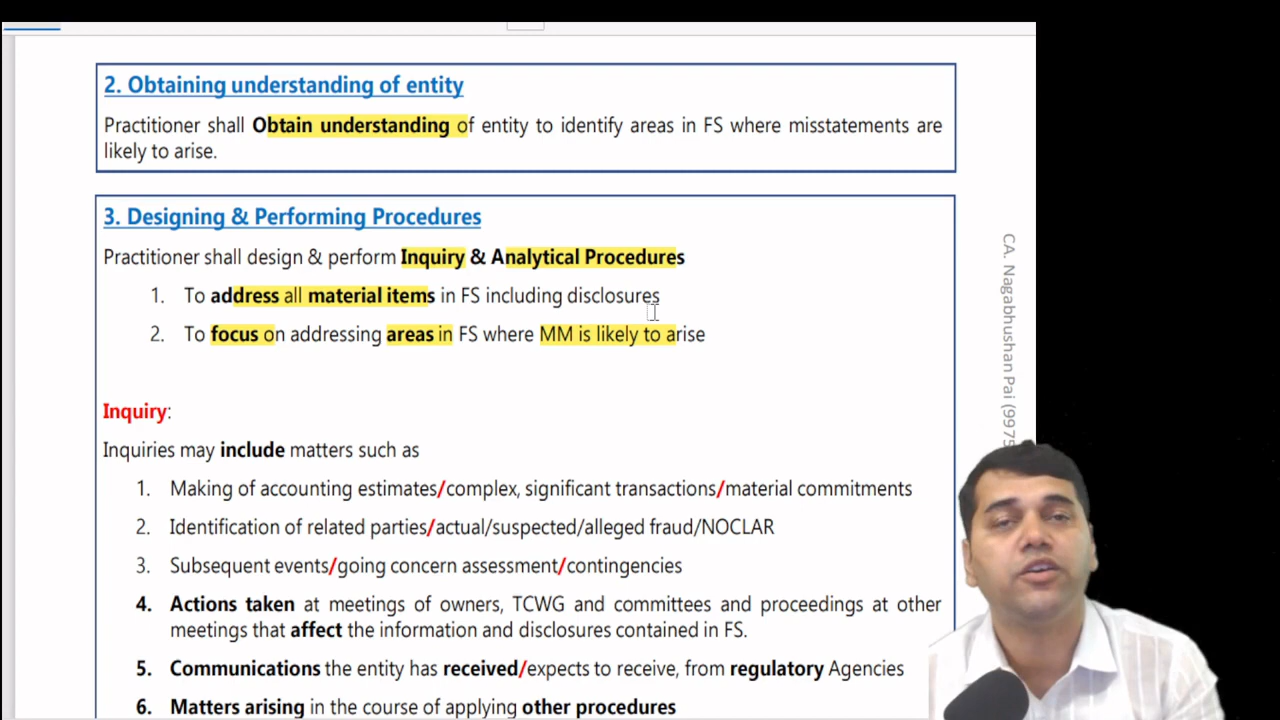 2. Obtaining understanding of entity
Practitioner shall Obtain understanding of entity to identify areas in FS where misstatements are
likely to arise.
3. Designing & Performing Procedures
Practitioner shall design & perform Inquiry & Analytical Procedures
1. To address all material items in FS including disclosures
2. To focus on addressing areas in FS where MM is likely to arise
Inquiry:
Inquiries may include matters such as
1. Making of accounting estimates/complex, significant transactions/material commitments
2. Identification of related parties/actual/suspected/alleged fraud/NOCLAR
3. Subsequent events/going concern assessment/contingencies
4. Actions taken at meetings of owners, TCWG and committees and proceedings at other
meetings that affect the information and disclosures contained in FS.
5. Communications the entity has received/expects to receive, from regulatory Agencies
6. Matters arising in the course of applying other procedures
CA. Nagabhushan Pai (9975